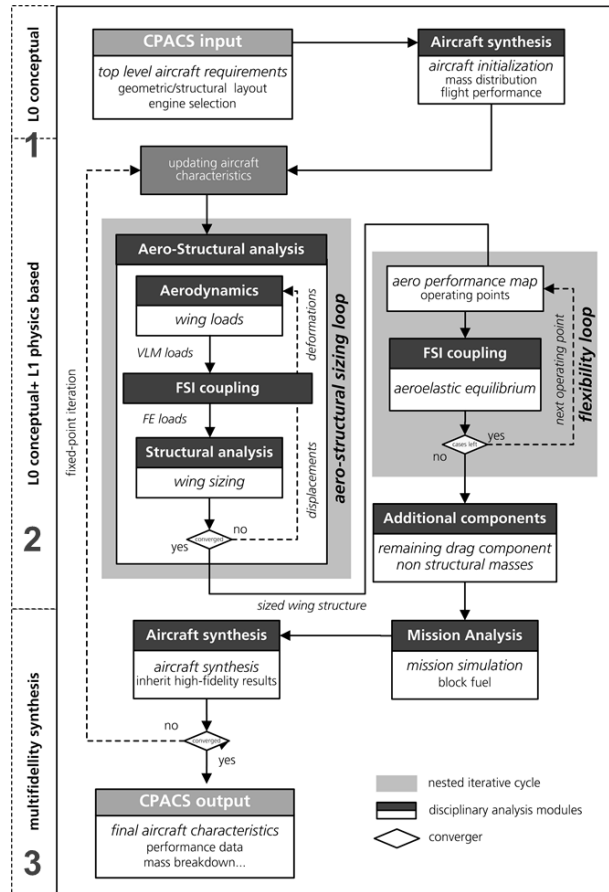 L0 conceptual
1
CPACS input
top level aircraft requirements
geometric/structural layout
engine selection
Aircraft synthesis
aircraft initialization
mass distribution
flight performance
L0 conceptual+ L1 physics based
2
updating aircraft
characteristics
fixed-point iteration
Aero-Structural analysis
Aerodynamics
wing loads
VLM loads
FSI coupling
FE loads
Structural analysis
wing sizing
converged
yes
no
deformations
displacements
aero-structural sizing loop
sized wing structure
aero performance map
operating points
FSI coupling
aeroelastic equilibrium
cases left
yes
no
next operating point
flexibility loop
Additional components
remaining drag component
non structural masses
Mission Analysis
mission simulation
block fuel
multifidellity synthesis
3
Aircraft synthesis
aircraft synthesis
inherit high-fidelity results
no
converged
yes
CPACS output
final aircraft characteristics
performance data
mass breakdown...
nested iterative cycle
disciplinary analysis modules
converger